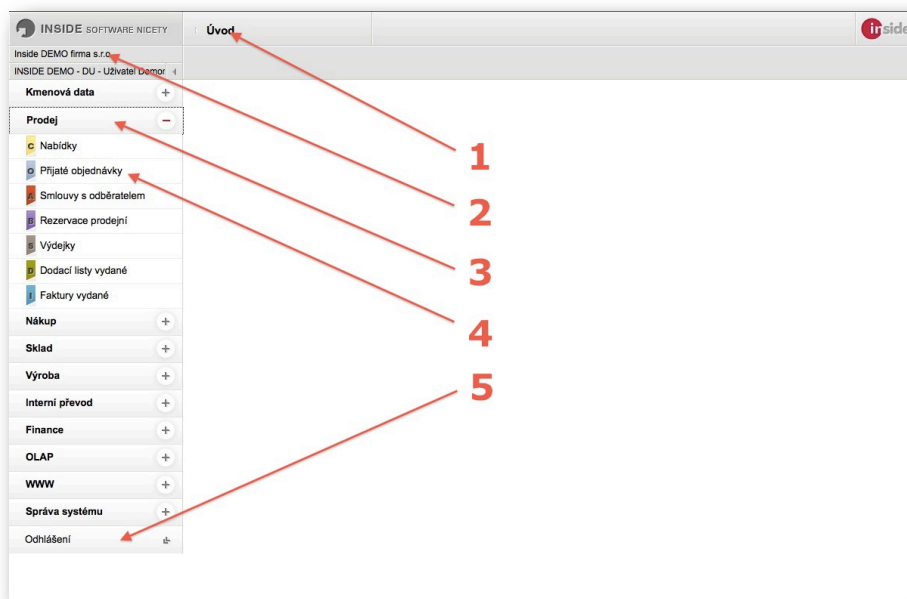 INSIDE SOFTWARE NICETY
Úvod
inside
Inside DEMO firma s.r.o.
INSIDE DEMO - DU - Uživatel Demor
Kmenová data
Prodej
C Nabídky
O Přijaté objednávky
A Smlouvy s odběratelem
B Rezervace prodejní
S Výdejky
D Dodací listy vydané
I Faktury vydané
Nákup
Sklad
Výroba
Interní převod
Finance
OLAP
WWW
Správa systému
Odhlášení
1
2
3
4
5